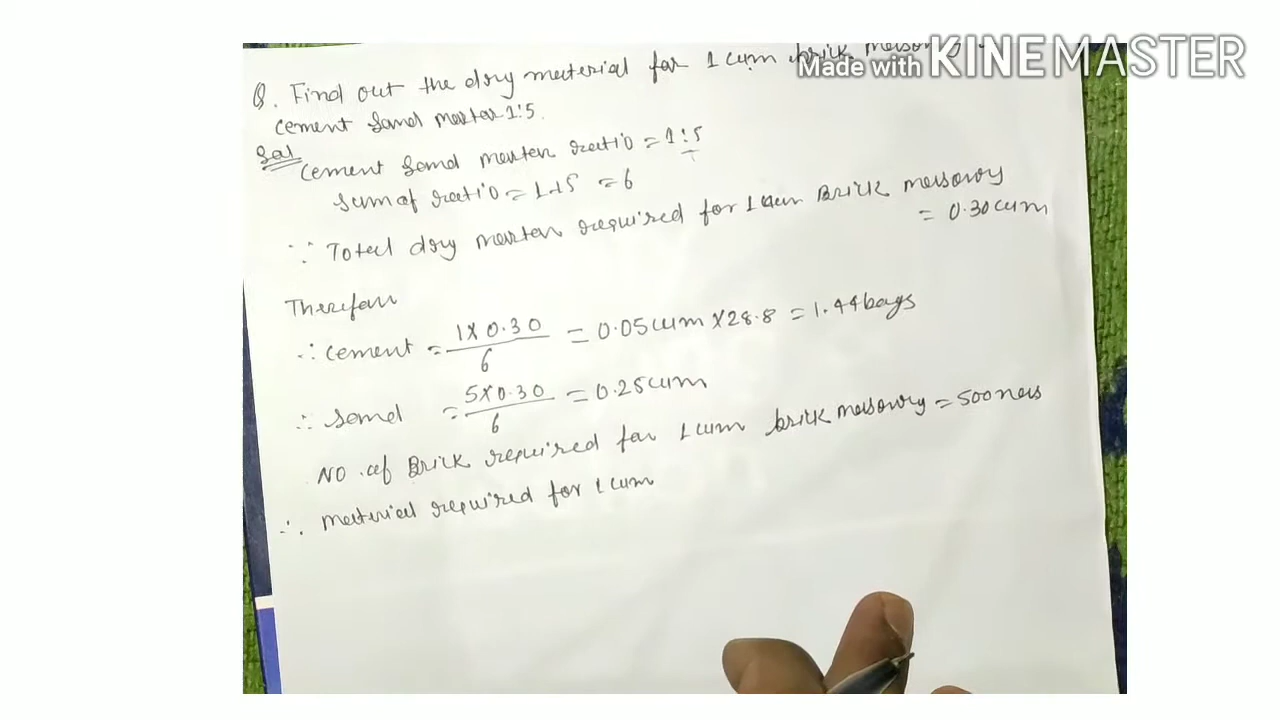 Made with KINEMASTER
Q. Find out the dry material for 1 cum brick masonry
cement sand mortar 1:5.
Sol
Cement sand mortar ratio = 1:5
Sum of ratio = 1+5 = 6
∵ Total dry mortar required for 1 cum Brick masonry
= 0.30 cum
Therefore
∴ cement = 1 x 0.30 / 6 = 0.05 cum x 28.8 = 1.44 bags
∴ sand = 5 x 0.30 / 6 = 0.25 cum
NO. of Brick required for 1 cum brick masonry = 500 nos
∴ material required for 1 cum